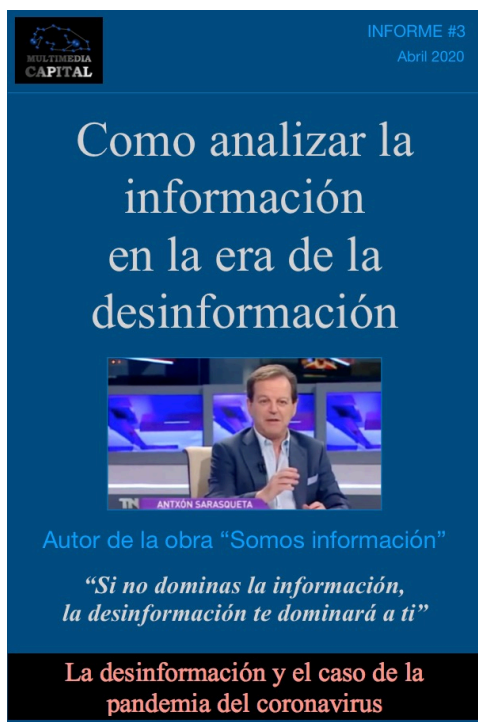 MULTIMEDIA
CAPITAL
INFORME #3
Abril 2020
Como analizar la
información
en la era de la
desinformación
TN ANTXÓN SARASQUETA
Autor de la obra “Somos información”
“Si no dominas la información,
la desinformación te dominará a ti”
La desinformación y el caso de la
pandemia del coronavirus